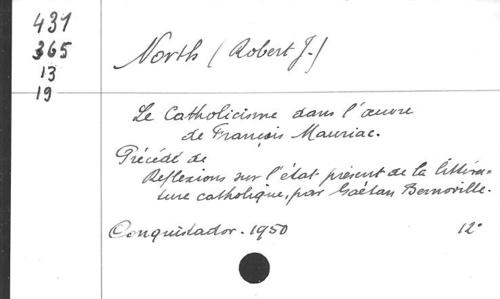 431
365
13
19
North (Robert J.)
Le Catholicisme dans l'œuvre
de François Mauriac.
Précédé de
Réflexions sur l'état présent de la littéra-
ture catholique, par Gaëtan Bernoville.
Conquistador. 1950 12°